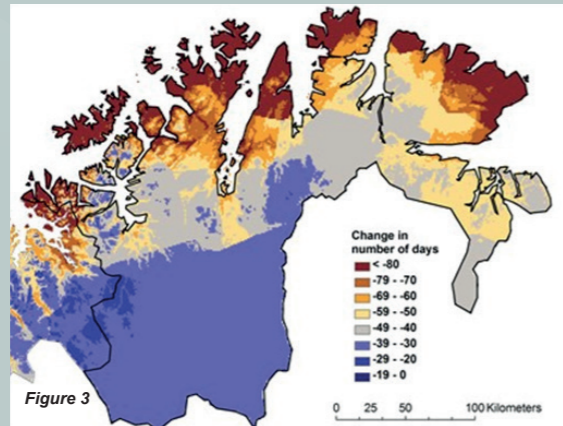 Change in
number of days
< -80
-79 - -70
-69 - -60
-59 - -50
-49 - -40
-39 - -30
-29 - -20
-19 - 0
Figure 3
0 25 50 100 Kilometers